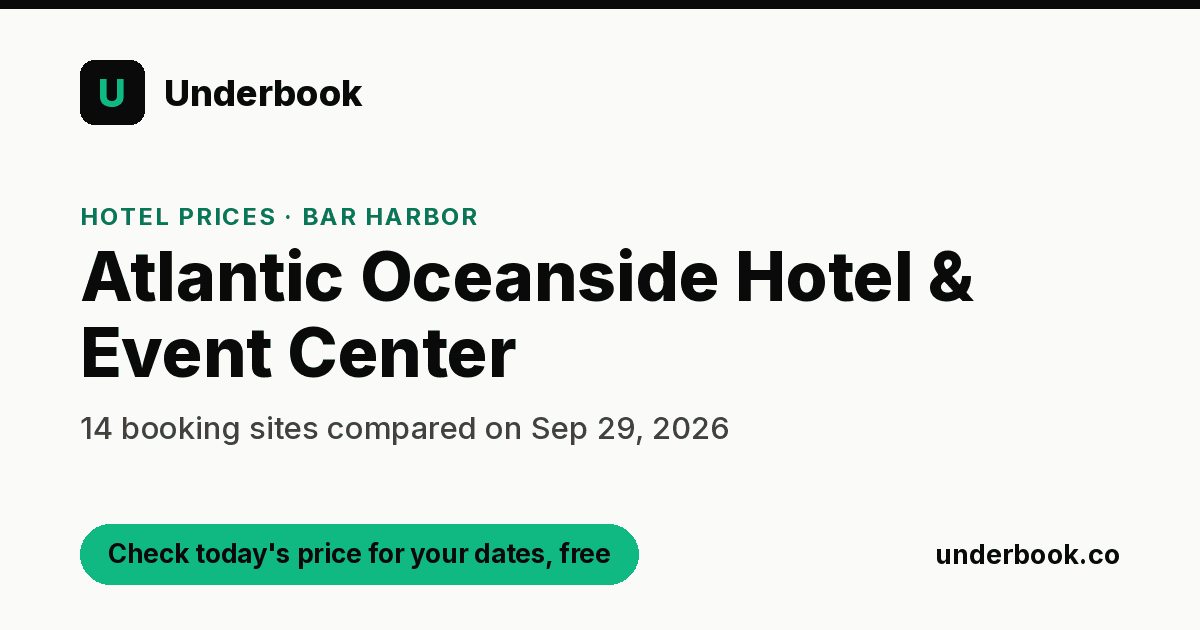 U Underbook
HOTEL PRICES · BAR HARBOR
Atlantic Oceanside Hotel &
Event Center
14 booking sites compared on Sep 29, 2026
Check today's price for your dates, free
underbook.co